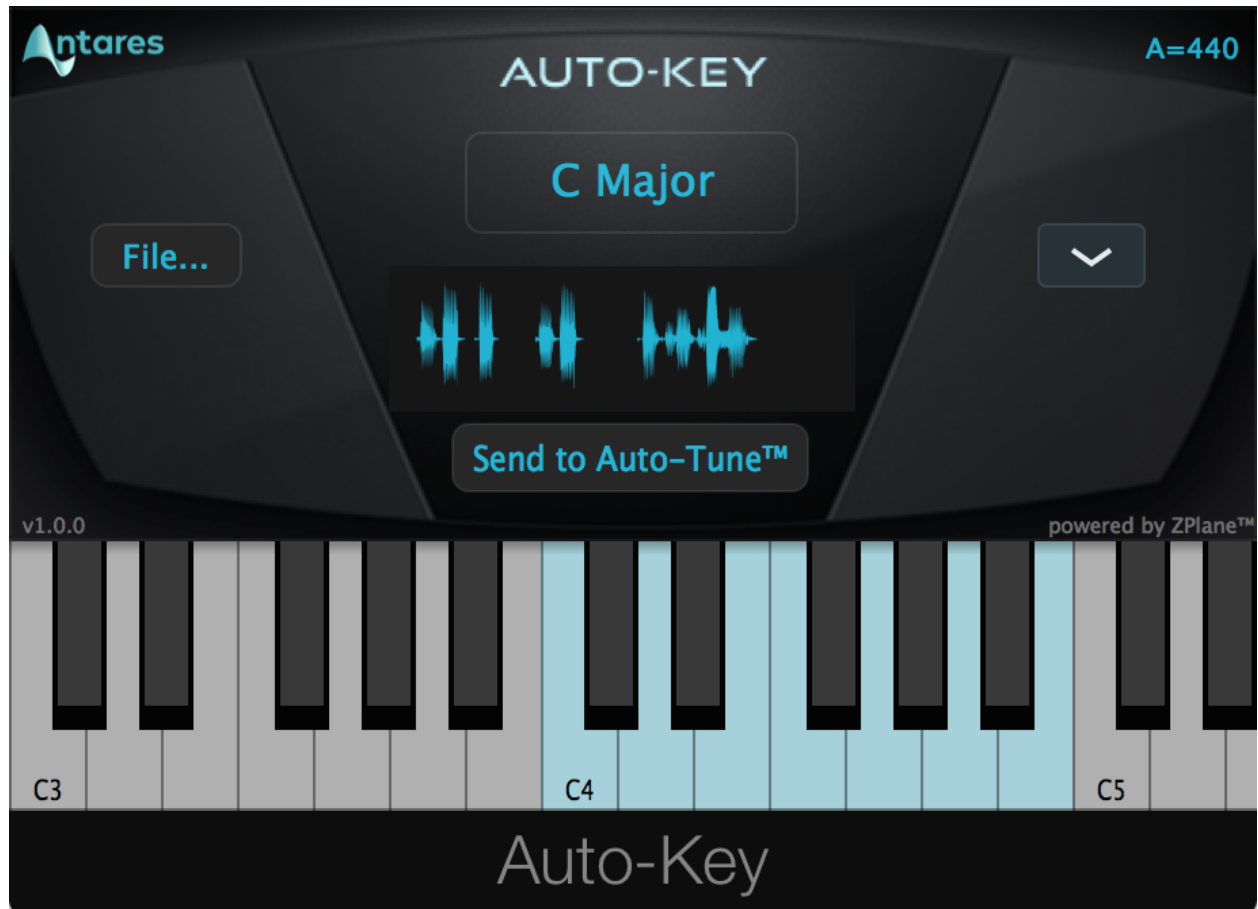 Antares
A=440
AUTO-KEY
C Major
File...
Send to Auto-Tune™
v1.0.0
powered by ZPlane™
C3
C4
C5
Auto-Key